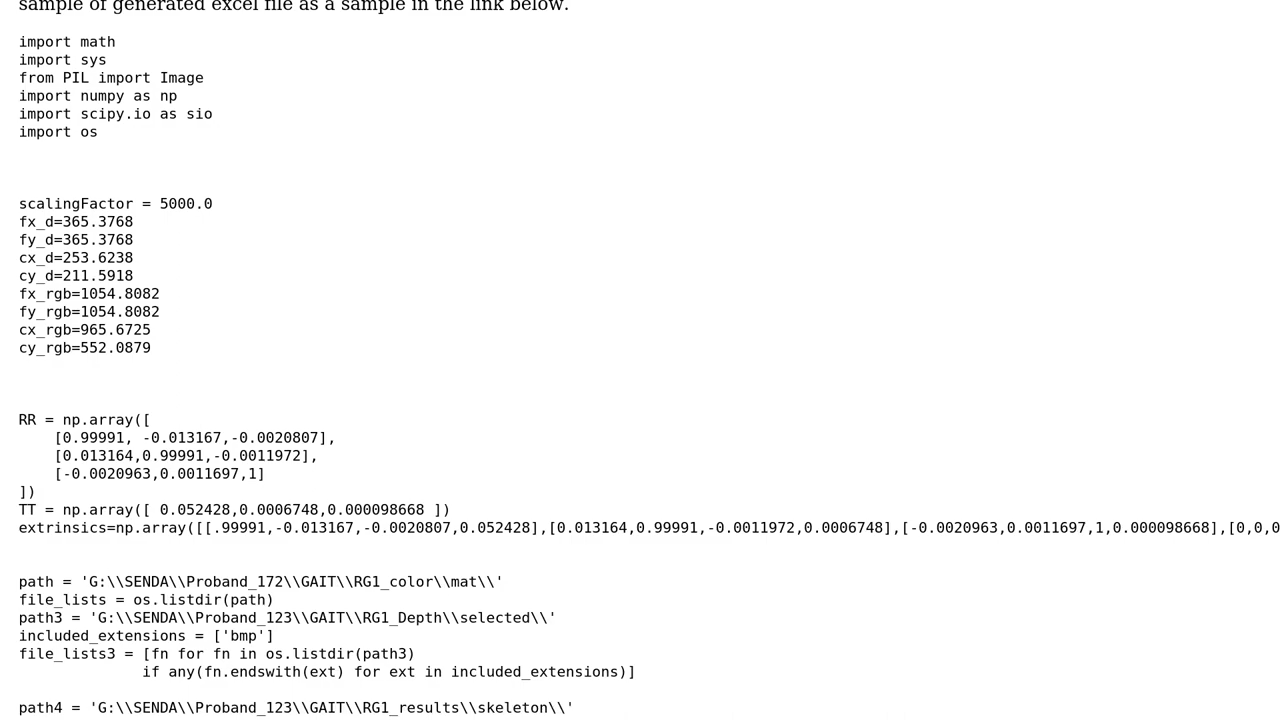 sample of generated excel file as a sample in the link below.
import math
import sys
from PIL import Image
import numpy as np
import scipy.io as sio
import os
scalingFactor = 5000.0
fx_d=365.3768
fy_d=365.3768
cx_d=253.6238
cy_d=211.5918
fx_rgb=1054.8082
fy_rgb=1054.8082
cx_rgb=965.6725
cy_rgb=552.0879
RR = np.array([
    [0.99991, -0.013167,-0.0020807],
    [0.013164,0.99991,-0.0011972],
    [-0.0020963,0.0011697,1]
])
TT = np.array([ 0.052428,0.0006748,0.000098668 ])
extrinsics=np.array([[.99991,-0.013167,-0.0020807,0.052428],[0.013164,0.99991,-0.0011972,0.0006748],[-0.0020963,0.0011697,1,0.000098668],[0,0,0
path = 'G:\\SENDA\\Proband_172\\GAIT\\RG1_color\\mat\\'
file_lists = os.listdir(path)
path3 = 'G:\\SENDA\\Proband_123\\GAIT\\RG1_Depth\\selected\\'
included_extensions = ['bmp']
file_lists3 = [fn for fn in os.listdir(path3)
              if any(fn.endswith(ext) for ext in included_extensions)]
path4 = 'G:\\SENDA\\Proband_123\\GAIT\\RG1_results\\skeleton\\'